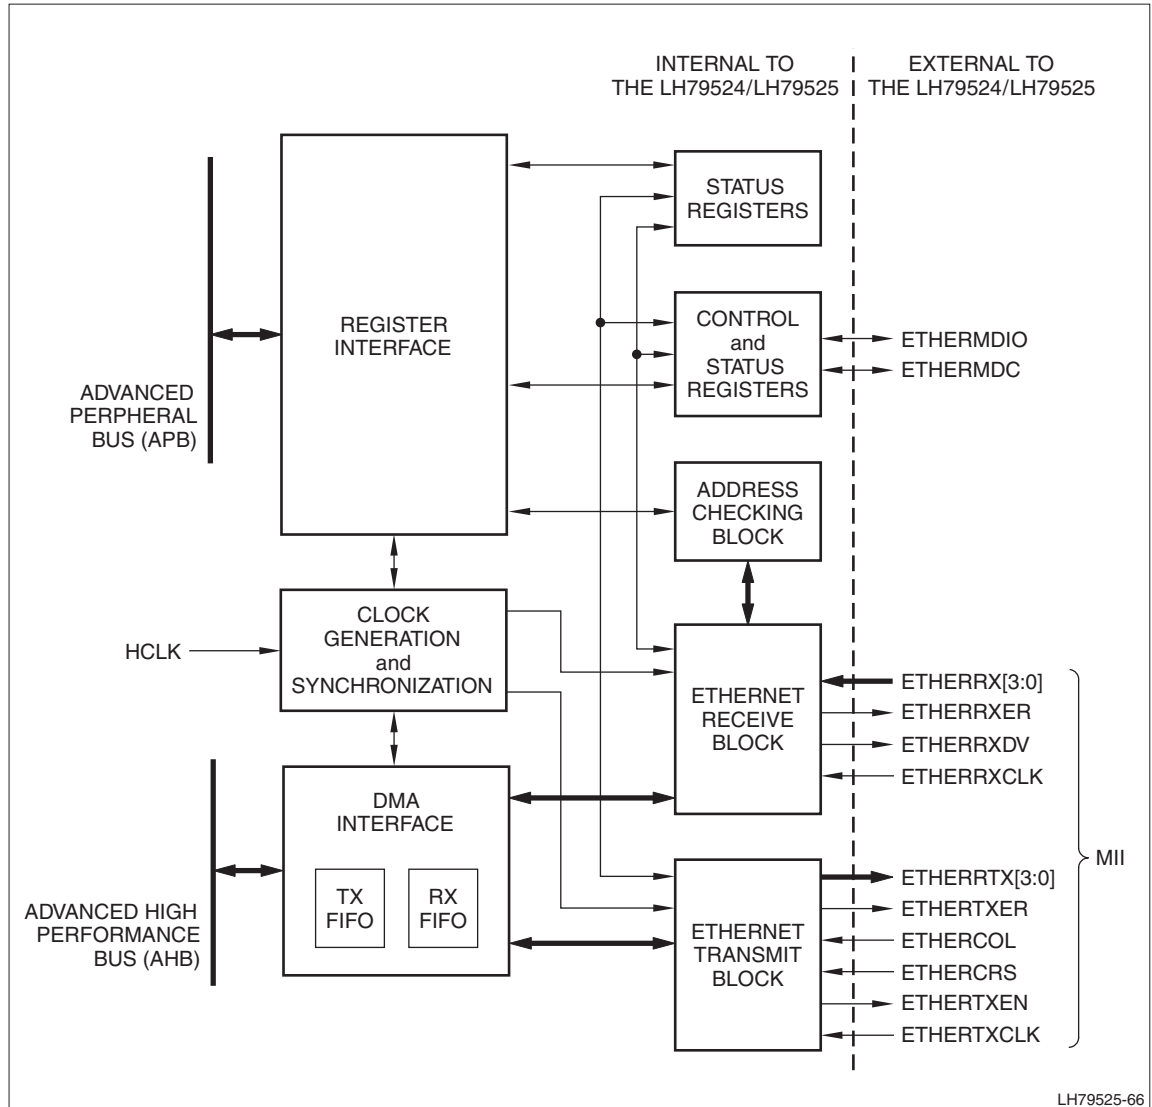 INTERNAL TO
THE LH79524/LH79525
EXTERNAL TO
THE LH79524/LH79525
STATUS
REGISTERS
REGISTER
INTERFACE
CONTROL
and
STATUS
REGISTERS
ETHERMDIO
ETHERMDC
ADVANCED
PERPHERAL
BUS (APB)
ADDRESS
CHECKING
BLOCK
HCLK
CLOCK
GENERATION
and
SYNCHRONIZATION
ETHERNET
RECEIVE
BLOCK
ETHERRX[3:0]
ETHERRXER
ETHERRXDV
ETHERRXCLK
DMA
INTERFACE
TX
FIFO
RX
FIFO
ADVANCED HIGH
PERFORMANCE
BUS (AHB)
ETHERNET
TRANSMIT
BLOCK
ETHERRTX[3:0]
ETHERTXER
ETHERCOL
ETHERCRS
ETHERTXEN
ETHERTXCLK
MII
LH79525-66